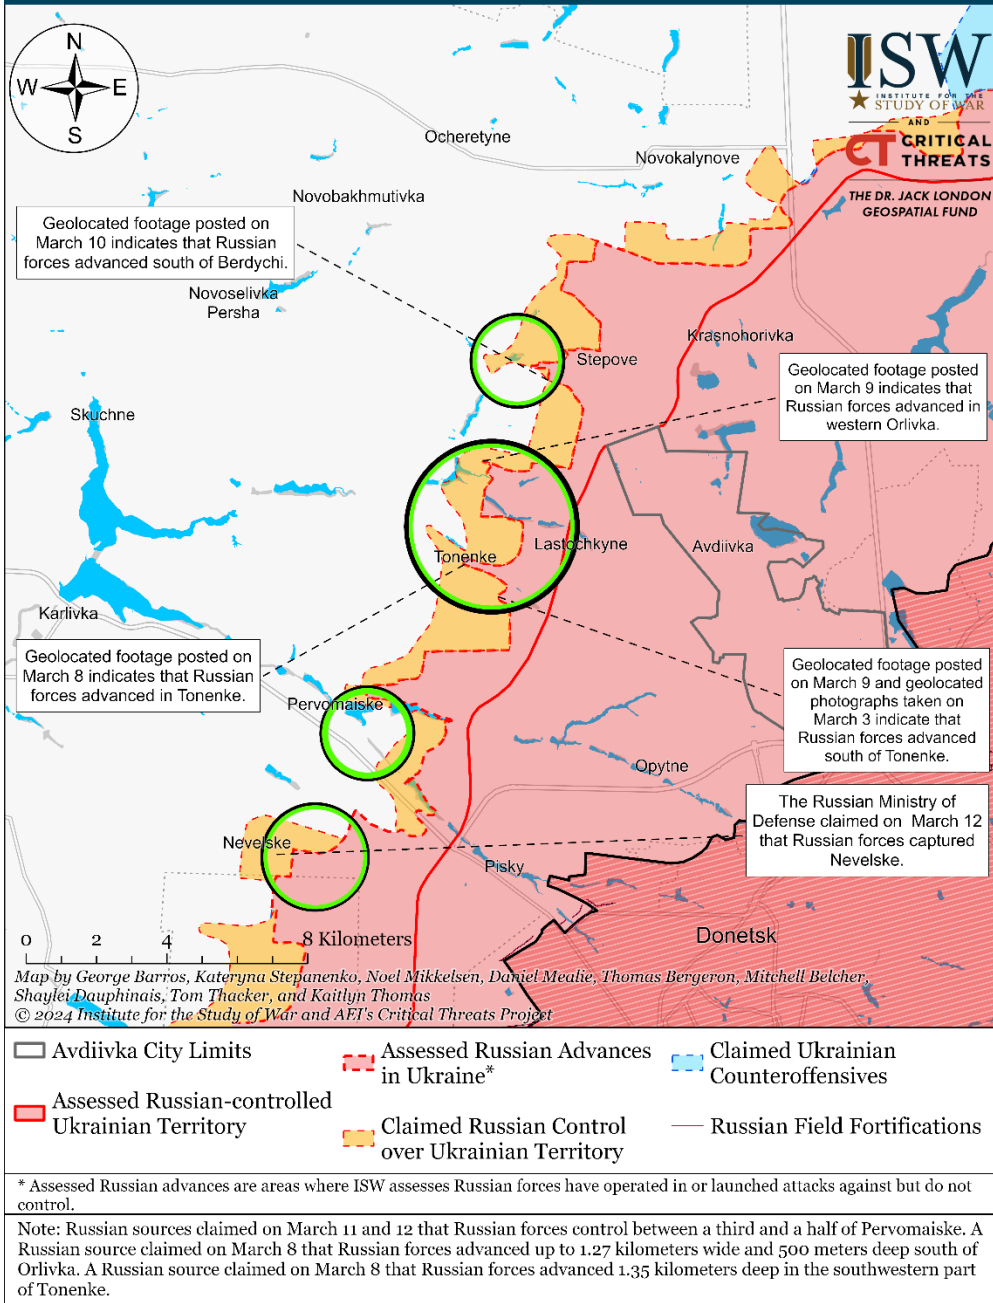 N
W
E
S
ISW
INSTITUTE FOR THE
STUDY OF WAR
AND
CT CRITICAL
THREATS
THE DR. JACK LONDON
GEOSPATIAL FUND
Ocheretyne
Novokalynove
Novobakhmutivka
Geolocated footage posted on
March 10 indicates that Russian
forces advanced south of Berdychi.
Novoselivka
Persha
Krasnohorivka
Stepove
Geolocated footage posted
on March 9 indicates that
Russian forces advanced in
western Orlivka.
Skuchne
Lastochkyne
Avdiivka
Tonenke
Karlivka
Geolocated footage posted on
March 8 indicates that Russian
forces advanced in Tonenke.
Geolocated footage posted
on March 9 and geolocated
photographs taken on
March 3 indicate that
Russian forces advanced
south of Tonenke.
Pervomaiske
Opytne
The Russian Ministry of
Defense claimed on March 12
that Russian forces captured
Nevelske.
Nevelske
Pisky
Donetsk
0 2 4 8 Kilometers
Map by George Barros, Kateryna Stepanenko, Noel Mikkelsen, Daniel Mealie, Thomas Bergeron, Mitchell Belcher,
Shaylei Dauphinais, Tom Thacker, and Kaitlyn Thomas
© 2024 Institute for the Study of War and AEI's Critical Threats Project
Avdiivka City Limits
Assessed Russian-controlled
Ukrainian Territory
Assessed Russian Advances
in Ukraine*
Claimed Russian Control
over Ukrainian Territory
Claimed Ukrainian
Counteroffensives
Russian Field Fortifications
* Assessed Russian advances are areas where ISW assesses Russian forces have operated in or launched attacks against but do not
control.
Note: Russian sources claimed on March 11 and 12 that Russian forces control between a third and a half of Pervomaiske. A
Russian source claimed on March 8 that Russian forces advanced up to 1.27 kilometers wide and 500 meters deep south of
Orlivka. A Russian source claimed on March 8 that Russian forces advanced 1.35 kilometers deep in the southwestern part
of Tonenke.